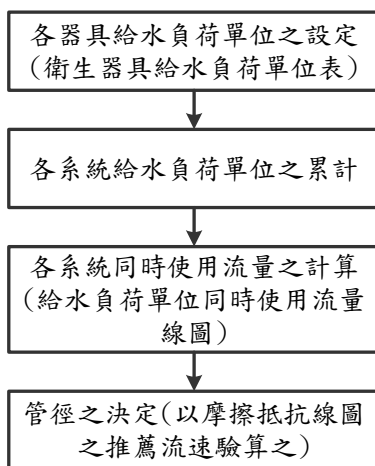 各器具給水負荷單位之設定
(衛生器具給水負荷單位表)
各系統給水負荷單位之累計
各系統同時使用流量之計算
(給水負荷單位同時使用流量
線圖)
管徑之決定(以摩擦抵抗線圖
之推薦流速驗算之)